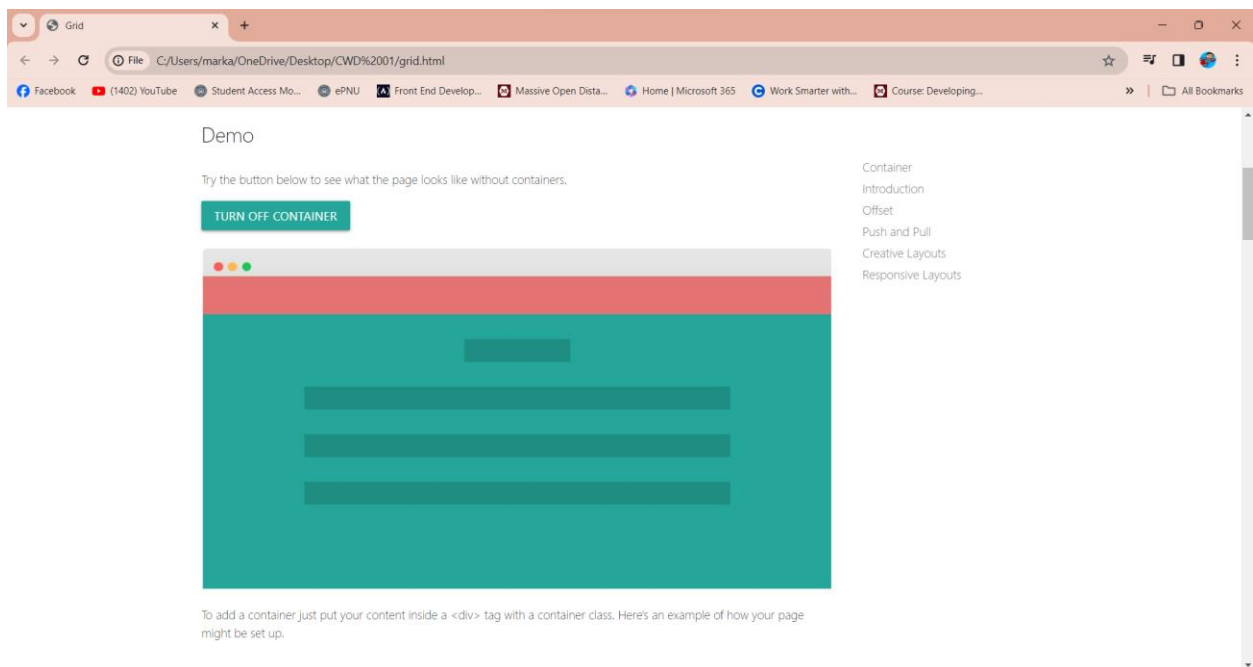 Grid
File C:/Users/marka/OneDrive/Desktop/CWD%2001/grid.html
Facebook (1402) YouTube Student Access Mo... ePNU Front End Develop... Massive Open Dista... Home | Microsoft 365 Work Smarter with... Course: Developing... » All Bookmarks
Demo
Try the button below to see what the page looks like without containers.
TURN OFF CONTAINER
To add a container just put your content inside a <div> tag with a container class. Here's an example of how your page
might be set up.
Container
Introduction
Offset
Push and Pull
Creative Layouts
Responsive Layouts